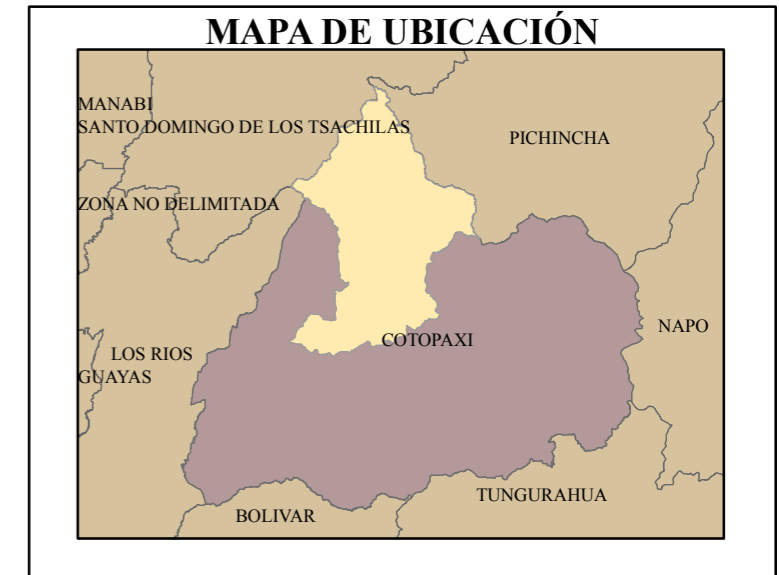 MAPA DE UBICACIÓN
MANABI
SANTO DOMINGO DE LOS TSACHILAS
PICHINCHA
ZONA NO DELIMITADA
NAPO
COTOPAXI
LOS RIOS
GUAYAS
TUNGURAHUA
BOLIVAR